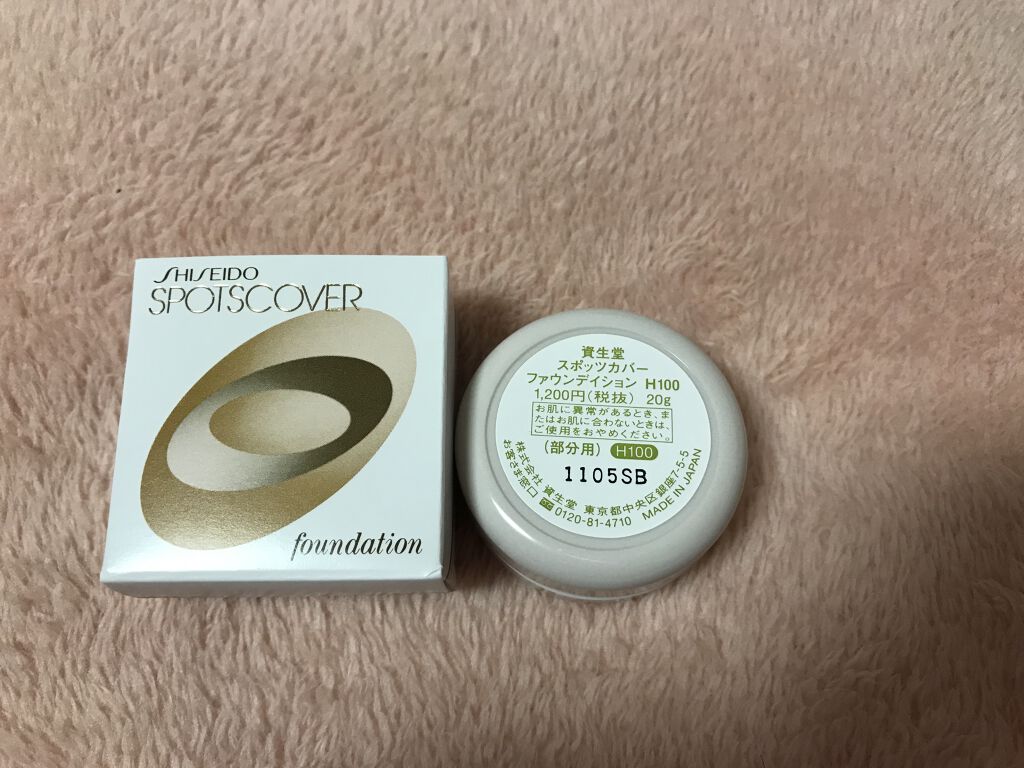 SHISEIDO
SPOTSCOVER
foundation
資生堂
スポッツカバー
ファウンデイション H100
1,200円(税抜) 20g
お肌に異常があるとき、ま
たはお肌に合わないときは、
ご使用をおやめください。
(部分用) H100
1105SB
株式会社 資生堂 東京都中央区銀座7-5-5
お客さま窓口 0120-81-4710 MADE IN JAPAN